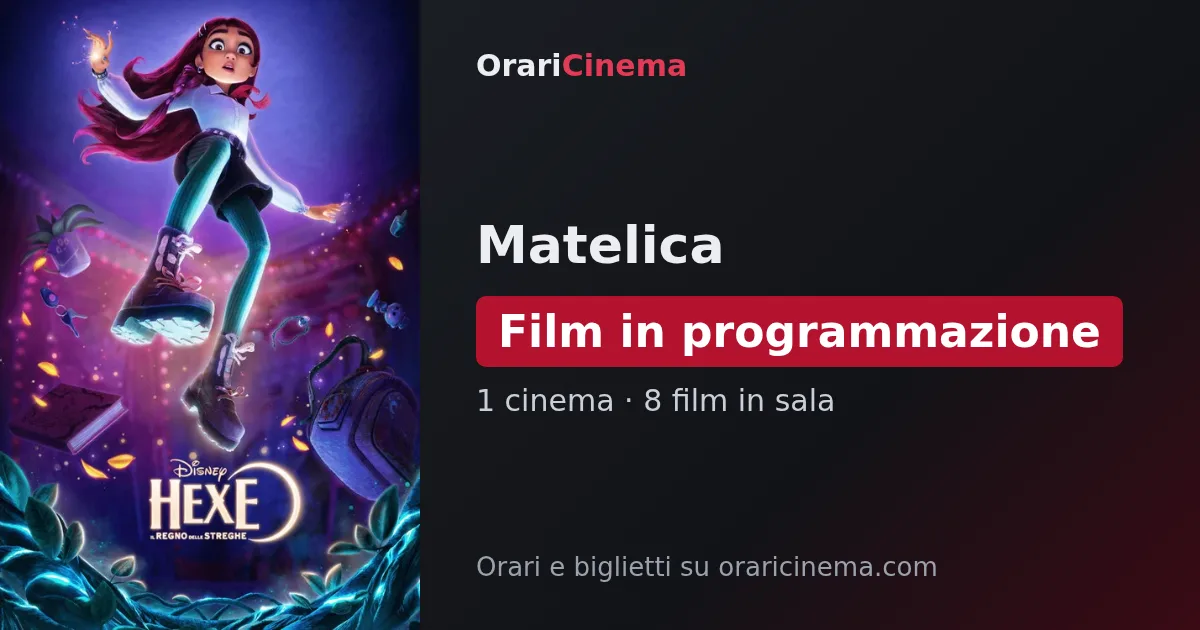 OrariCinema
Matelica
Film in programmazione
1 cinema · 8 film in sala
Orari e biglietti su oraricinema.com
Disney
HEXE
IL REGNO DELLE STREGHE